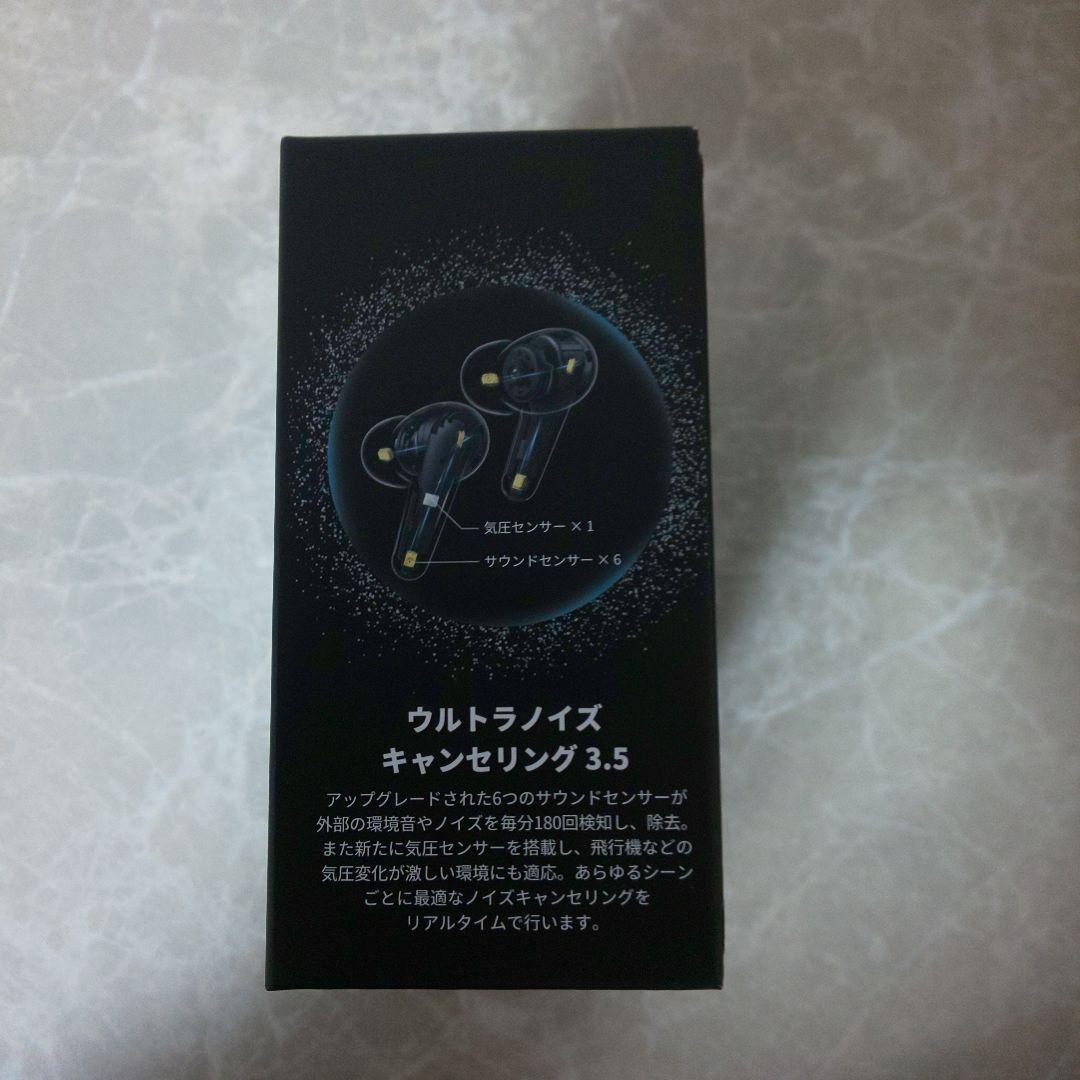 気圧センサー × 1
サウンドセンサー × 6
ウルトラノイズ
キャンセリング 3.5
アップグレードされた6つのサウンドセンサーが
外部の環境音やノイズを毎分180回検知し、除去。
また新たに気圧センサーを搭載し、飛行機などの
気圧変化が激しい環境にも適応。あらゆるシーン
ごとに最適なノイズキャンセリングを
リアルタイムで行います。